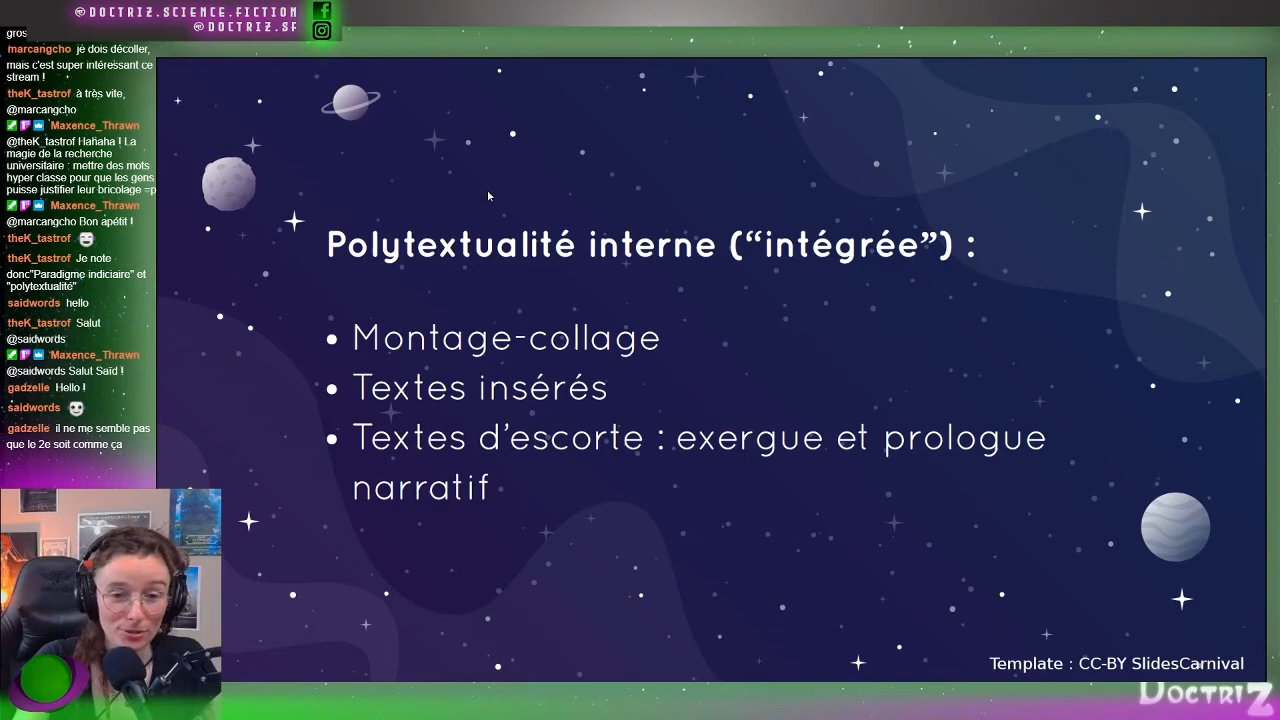 @DOCTRIZ.SCIENCE.FICTION
@DOCTRIZ.SF
gros
marcangcho je dois décoller,
mais c'est super intéressant ce
stream !
theK_tastrof à très vite,
@marcangcho
Maxence_Thrawn
@theK_tastrof Hahaha ! La
magie de la recherche
universitaire : mettre des mots
hyper classe pour que les gens
puisse justifier leur bricolage =p
Maxence_Thrawn
@marcangcho Bon apétit !
theK_tastrof
theK_tastrof Je note
donc"Paradigme indiciaire" et
"polytextualité"
saidwords hello
theK_tastrof Salut
@saidwords
Maxence_Thrawn
@saidwords Salut Saïd !
gadzelle Hello !
saidwords
gadzelle il ne me semble pas
que le 2e soit comme ça
Polytextualité interne (“intégrée”) :
• Montage-collage
• Textes insérés
• Textes d’escorte : exergue et prologue
narratif
Template : CC-BY SlidesCarnival
DOCTRIZ